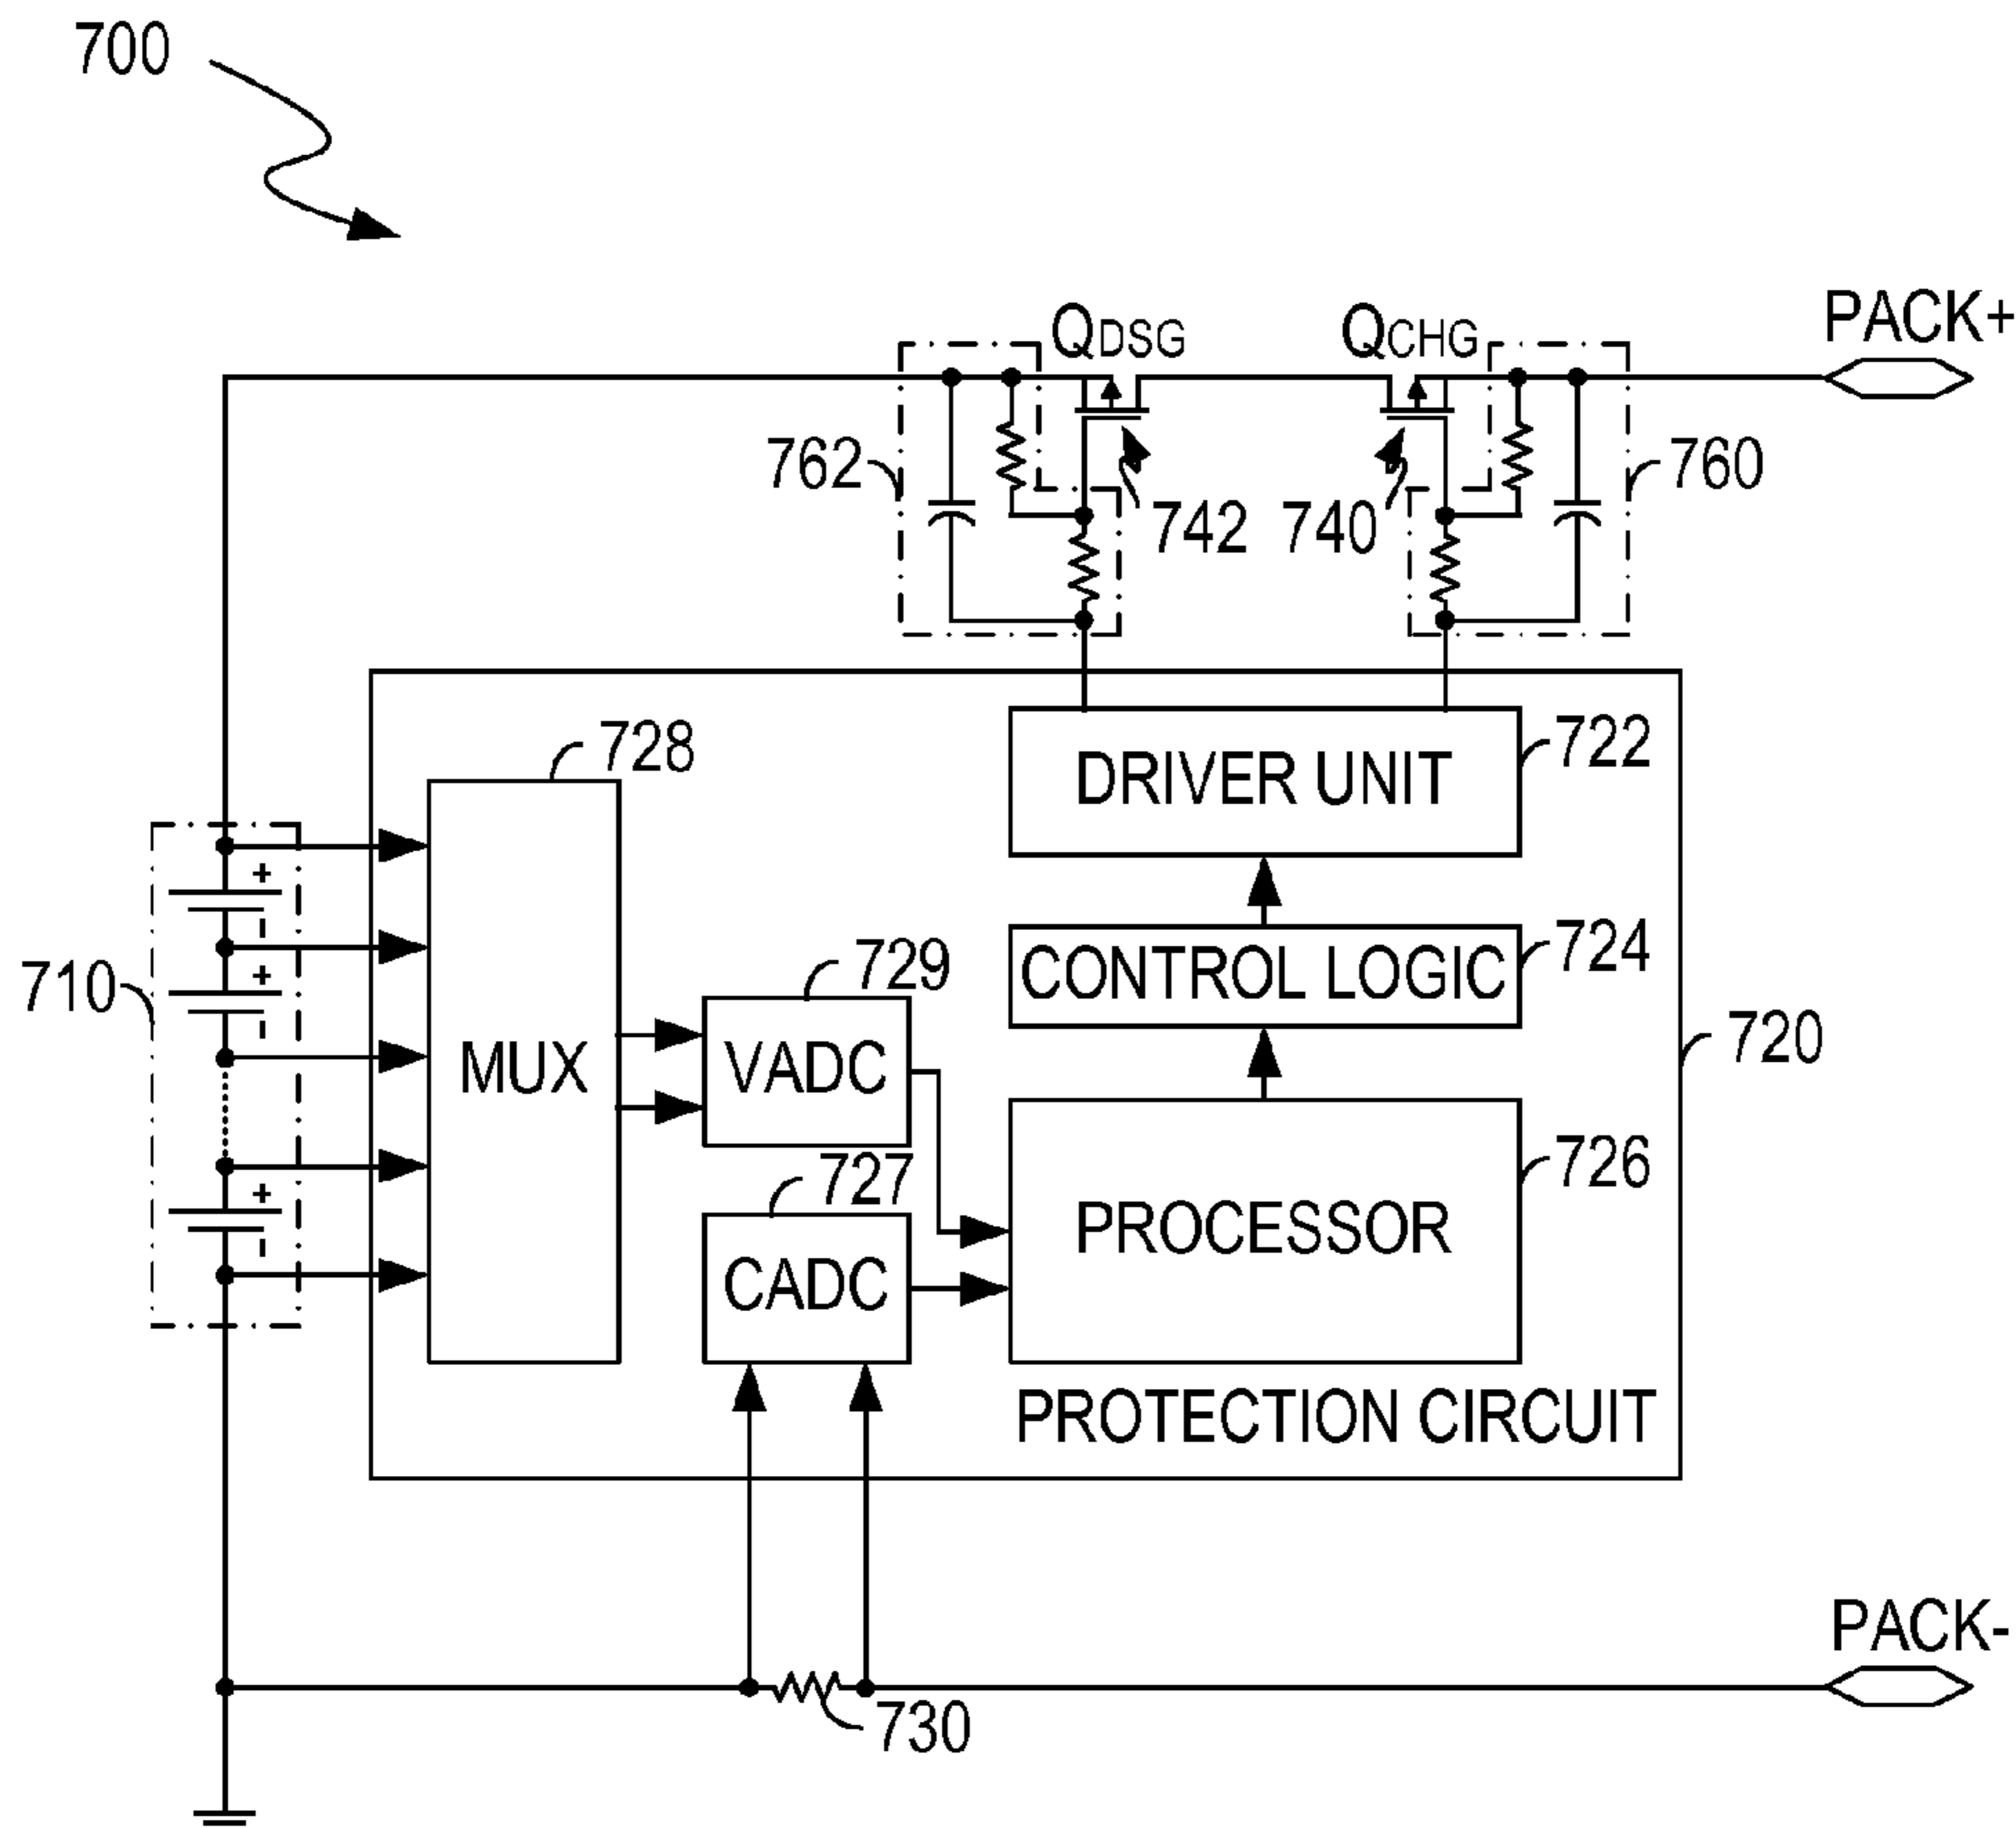 700
QDSG
QCHG
PACK+
762
742
740
760
728
722
DRIVER UNIT
724
CONTROL LOGIC
710
729
MUX
VADC
720
727
726
PROCESSOR
CADC
PROTECTION CIRCUIT
PACK-
730
+
-
+
-
+
-